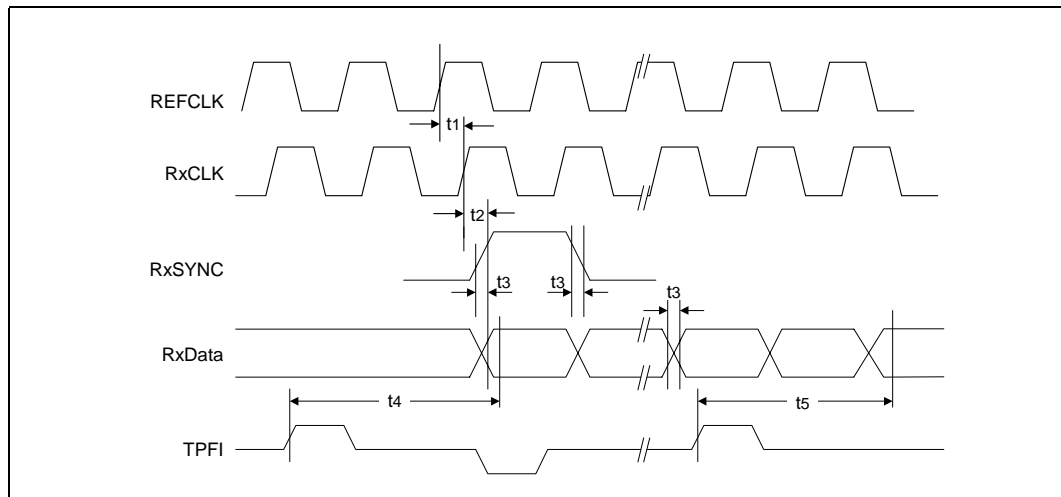 REFCLK
t1
RxCLK
t2
RxSYNC
t3
t3
t3
RxData
t4
t5
TPFI